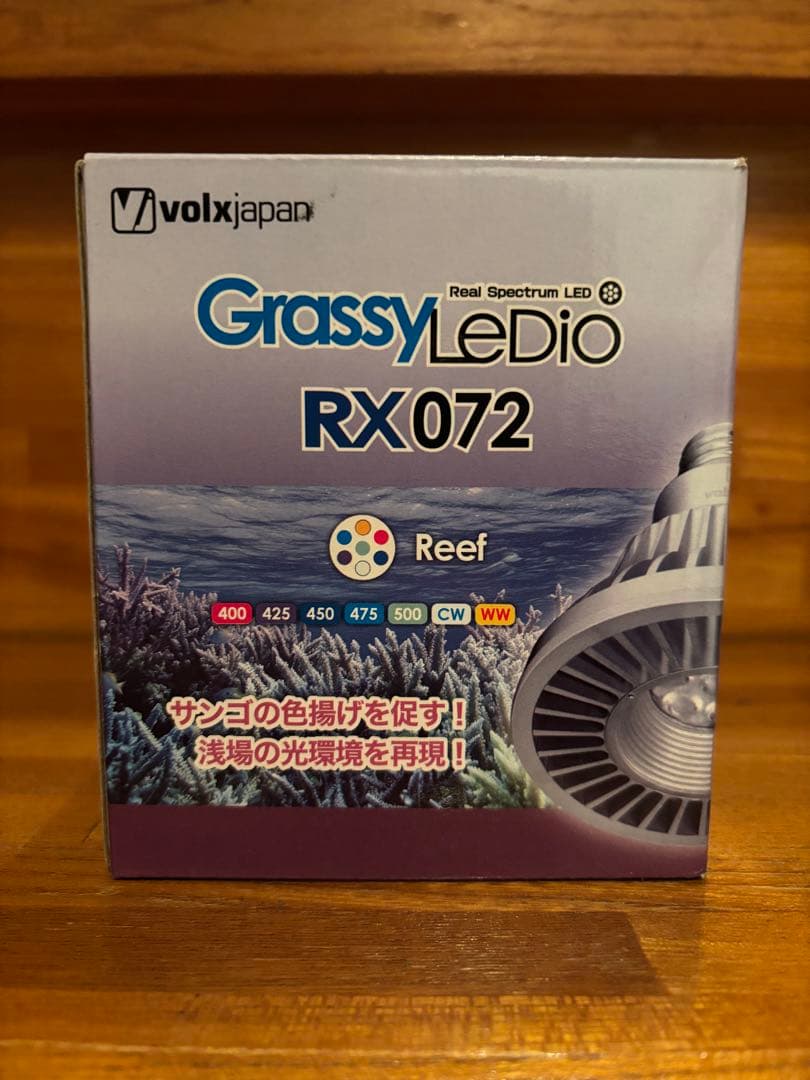 volxjapan
Real Spectrum LED
GrassyLeDio
RX072
Reef
400 425 450 475 500 CW WW
サンゴの色揚げを促す！
浅場の光環境を再現！